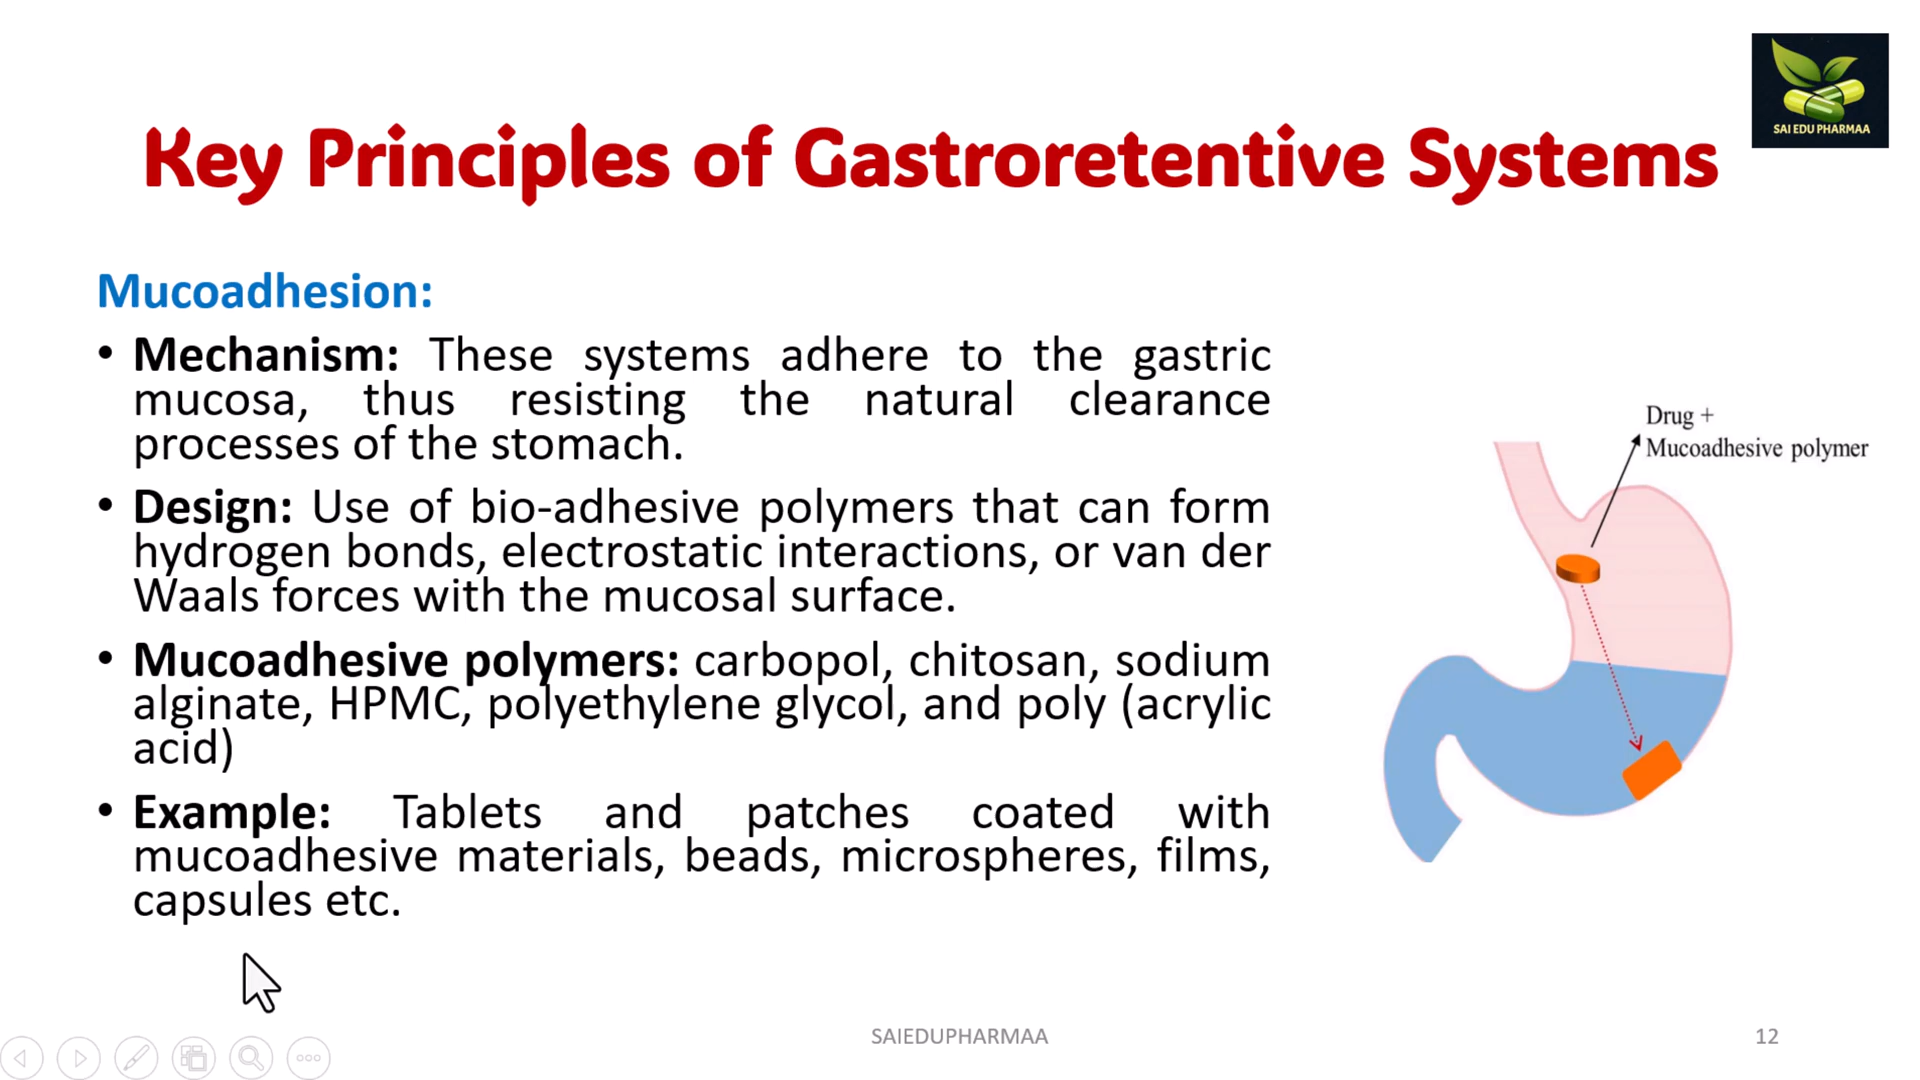 SAI EDU PHARMAA
Key Principles of Gastroretentive Systems
Mucoadhesion:
• Mechanism: These systems adhere to the gastric
mucosa, thus resisting the natural clearance
processes of the stomach.
• Design: Use of bio-adhesive polymers that can form
hydrogen bonds, electrostatic interactions, or van der
Waals forces with the mucosal surface.
• Mucoadhesive polymers: carbopol, chitosan, sodium
alginate, HPMC, polyethylene glycol, and poly (acrylic
acid)
• Example: Tablets and patches coated with
mucoadhesive materials, beads, microspheres, films,
capsules etc.
Drug +
Mucoadhesive polymer
SAIEDUPHARMAA
12